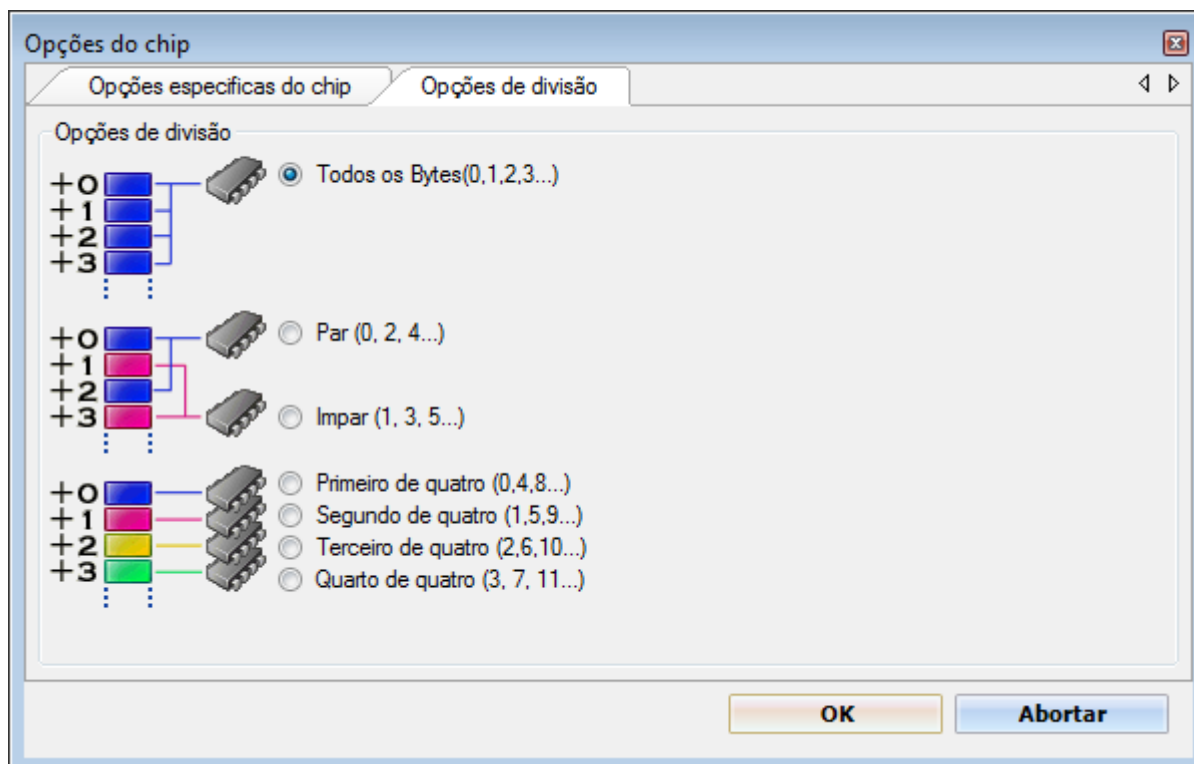 Opções do chip
Opções especificas do chip
Opções de divisão
Opções de divisão
+0
+1
+2
+3
Todos os Bytes(0,1,2,3...)
+0
+1
+2
+3
Par (0, 2, 4...)
Impar (1, 3, 5...)
+0
+1
+2
+3
Primeiro de quatro (0,4,8...)
Segundo de quatro (1,5,9...)
Terceiro de quatro (2,6,10...)
Quarto de quatro (3, 7, 11...)
OK
Abortar